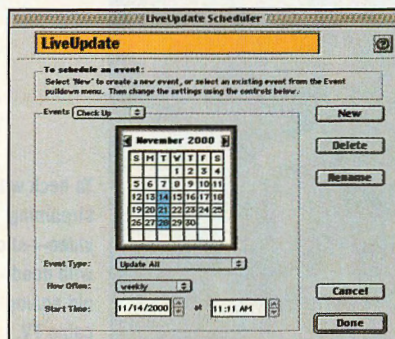 LiveUpdate Scheduler
LiveUpdate
?
To schedule an event:
Select 'New' to create a new event, or select an existing event from the Event
pulldown menu. Then change the settings using the controls below.
Events Check Up
New
Delete
Rename
November 2000
S M T W T F S
1 2 3 4
5 6 7 8 9 10 11
12 13 14 15 16 17 18
19 20 21 22 23 24 25
26 27 28 29 30
Event Type: Update All
How Often: weekly
Start Time: 11/14/2000 at 11:11 AM
Cancel
Done